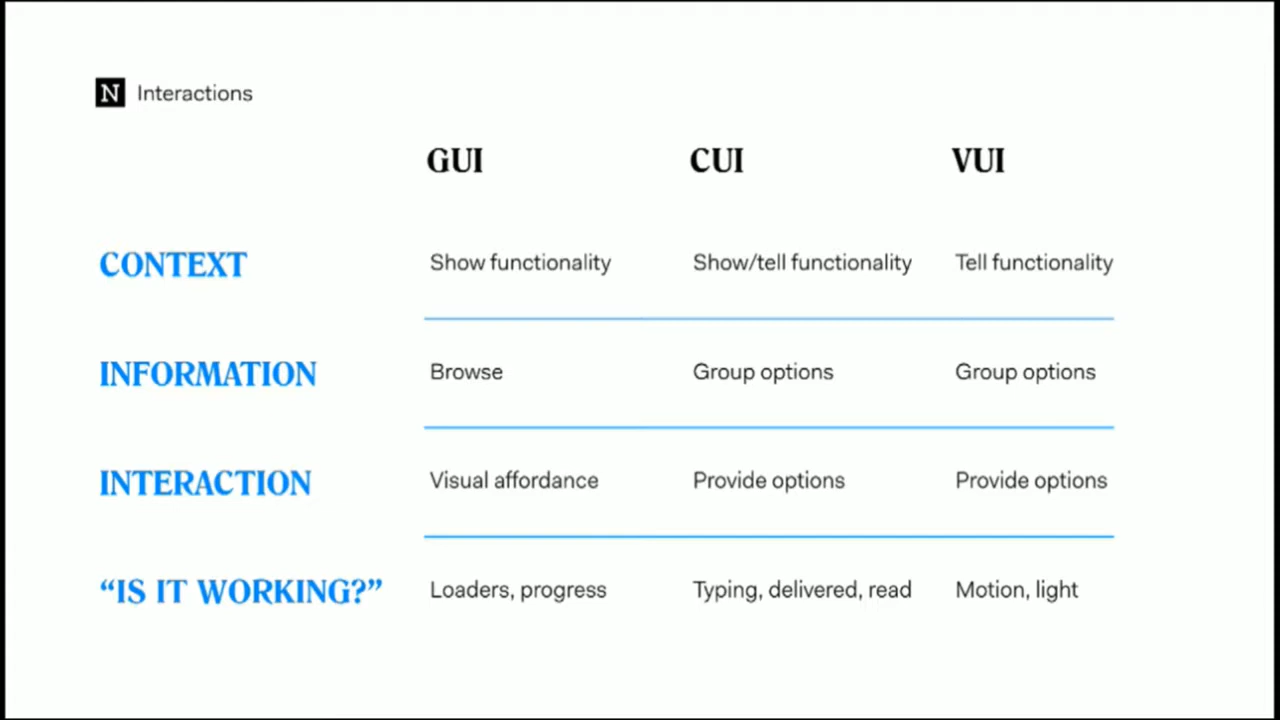 N Interactions
GUI CUI VUI
CONTEXT Show functionality Show/tell functionality Tell functionality
INFORMATION Browse Group options Group options
INTERACTION Visual affordance Provide options Provide options
“IS IT WORKING?” Loaders, progress Typing, delivered, read Motion, light